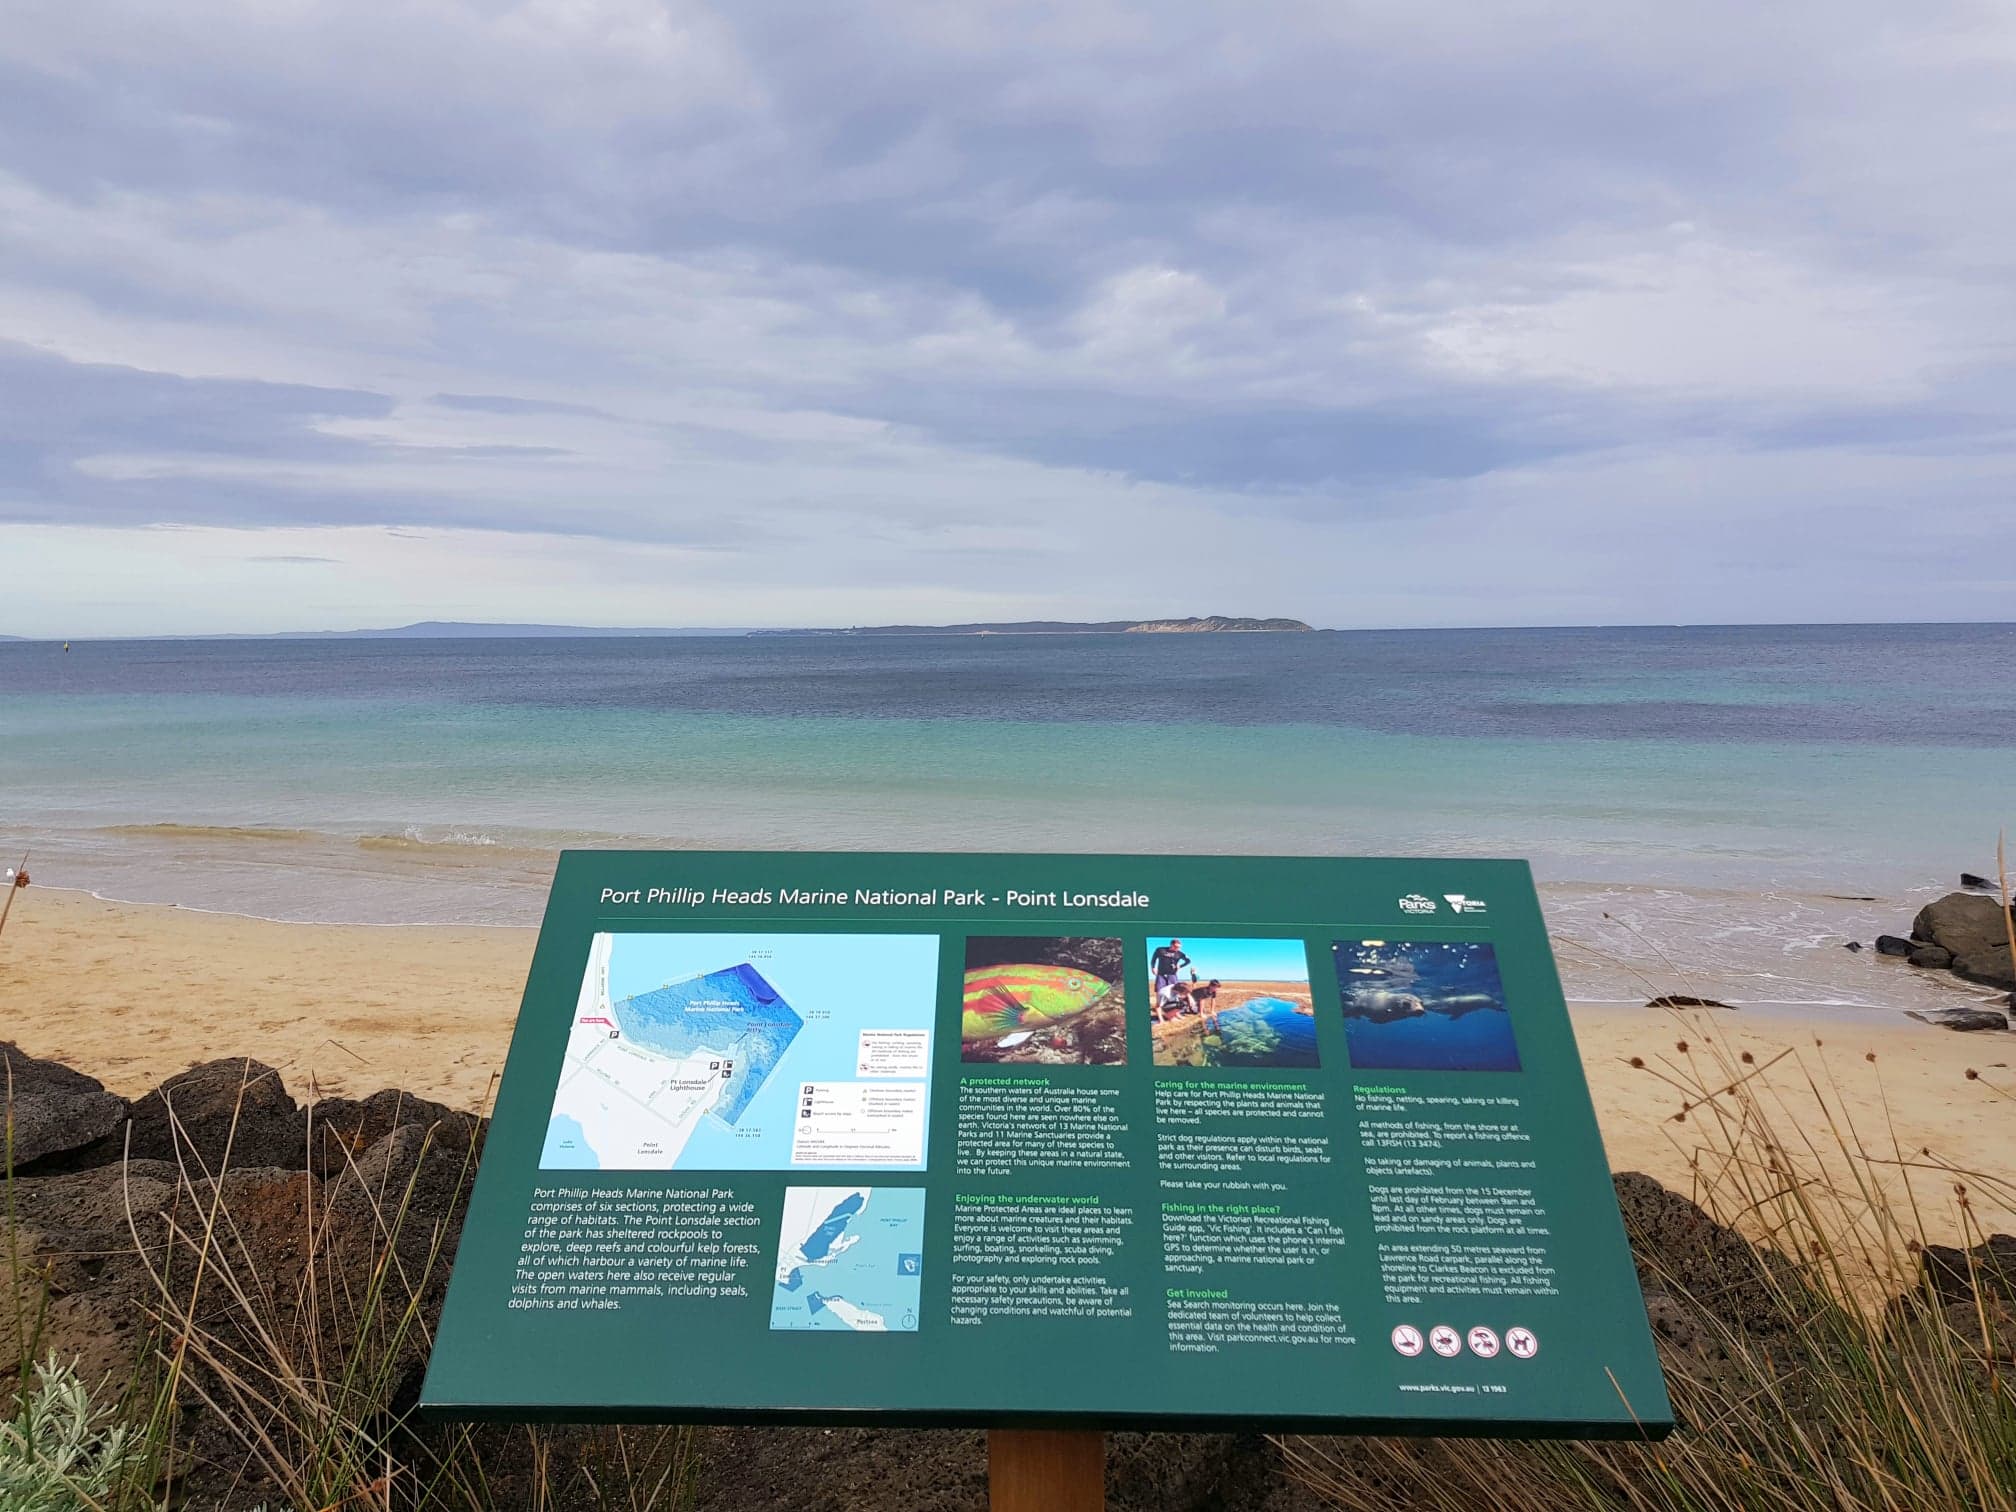 Port Phillip Heads Marine National Park - Point Lonsdale
Parks
VICTORIA
VICTORIA
Port Phillip Heads
Marine National Park
Point Lonsdale
Jetty
Pt Lonsdale
Lighthouse
Point
Lonsdale
Lake
Victoria
Marine National Park Regulations
Parking
Lighthouse
Port Phillip Heads Marine National Park
comprises of six sections, protecting a wide
range of habitats. The Point Lonsdale section
of the park has sheltered rockpools to
explore, deep reefs and colourful kelp forests,
all of which harbour a variety of marine life.
The open waters here also receive regular
visits from marine mammals, including seals,
dolphins and whales.
PORT PHILLIP
BAY
BASS STRAIT
Portsea
N
A protected network
The southern waters of Australia house some
of the most diverse and unique marine
communities in the world. Over 80% of the
species found here are seen nowhere else on
earth. Victoria's network of 13 Marine National
Parks and 11 Marine Sanctuaries provide a
protected area for many of these species to
live. By keeping these areas in a natural state,
we can protect this unique marine environment
into the future.
Enjoying the underwater world
Marine Protected Areas are ideal places to learn
more about marine creatures and their habitats.
Everyone is welcome to visit these areas and
enjoy a range of activities such as swimming,
surfing, boating, snorkelling, scuba diving,
photography and exploring rock pools.
For your safety, only undertake activities
appropriate to your skills and abilities. Take all
necessary safety precautions, be aware of
changing conditions and watchful of potential
hazards.
Caring for the marine environment
Help care for Port Phillip Heads Marine National
Park by respecting the plants and animals that
live here – all species are protected and cannot
be removed.
Strict dog regulations apply within the national
park as their presence can disturb birds, seals
and other visitors. Refer to local regulations for
the surrounding areas.
Please take your rubbish with you.
Fishing in the right place?
Download the Victorian Recreational Fishing
Guide app, 'Vic Fishing'. It includes a 'Can I fish
here?' function which uses the phone's internal
GPS to determine whether the user is in, or
approaching, a marine national park or
sanctuary.
Get involved
Sea Search monitoring occurs here. Join the
dedicated team of volunteers to help collect
essential data on the health and condition of
this area. Visit parkconnect.vic.gov.au for more
information.
Regulations
No fishing, netting, spearing, taking or killing
of marine life.
All methods of fishing, from the shore or at
sea, are prohibited. To report a fishing offence
call 13FISH (13 3474).
No taking or damaging of animals, plants and
objects (artefacts).
Dogs are prohibited from the 15 December
until last day of February between 9am and
8pm. At all other times, dogs must remain on
lead and on sandy areas only. Dogs are
prohibited from the rock platform at all times.
An area extending 50 metres seaward from
Lawrence Road carpark, parallel along the
shoreline to Clarkes Beacon is excluded from
the park for recreational fishing. All fishing
equipment and activities must remain within
this area.
www.parks.vic.gov.au | 13 1963